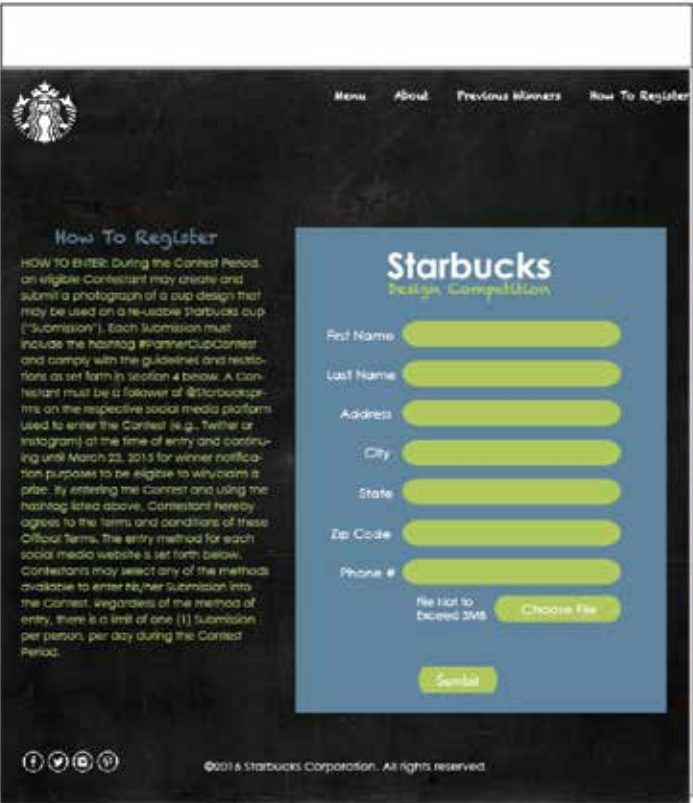 Menu About Previous Winners How To Register
How To Register
HOW TO ENTER: During the Contest Period,
an eligible Contestant may create and
submit a photograph of a cup design that
may be used on a re-usable Starbucks cup
("Submission"). Each Submission must
include the hashtag #PartnerCupContest
and comply with the guidelines and restric-
tions as set forth in Section 4 below. A Con-
testant must be a follower of @Starbuckspr-
tnrs on the respective social media platform
used to enter the Contest (e.g., Twitter or
Instagram) at the time of entry and continu-
ing until March 23, 2015 for winner notifica-
tion purposes to be eligible to win/claim a
prize. By entering the Contest and using the
hashtag listed above, Contestant hereby
agrees to the terms and conditions of these
Official Terms. The entry method for each
social media website is set forth below.
Contestants may select any of the methods
available to enter his/her Submission into
the Contest. Regardless of the method of
entry, there is a limit of one (1) Submission
per person, per day during the Contest
Period.
Starbucks
Design Competition
First Name
Last Name
Address
City
State
Zip Code
Phone #
File Not to
Exceed 3MB
Choose File
Sumbit
©2016 Starbucks Corporation. All rights reserved.